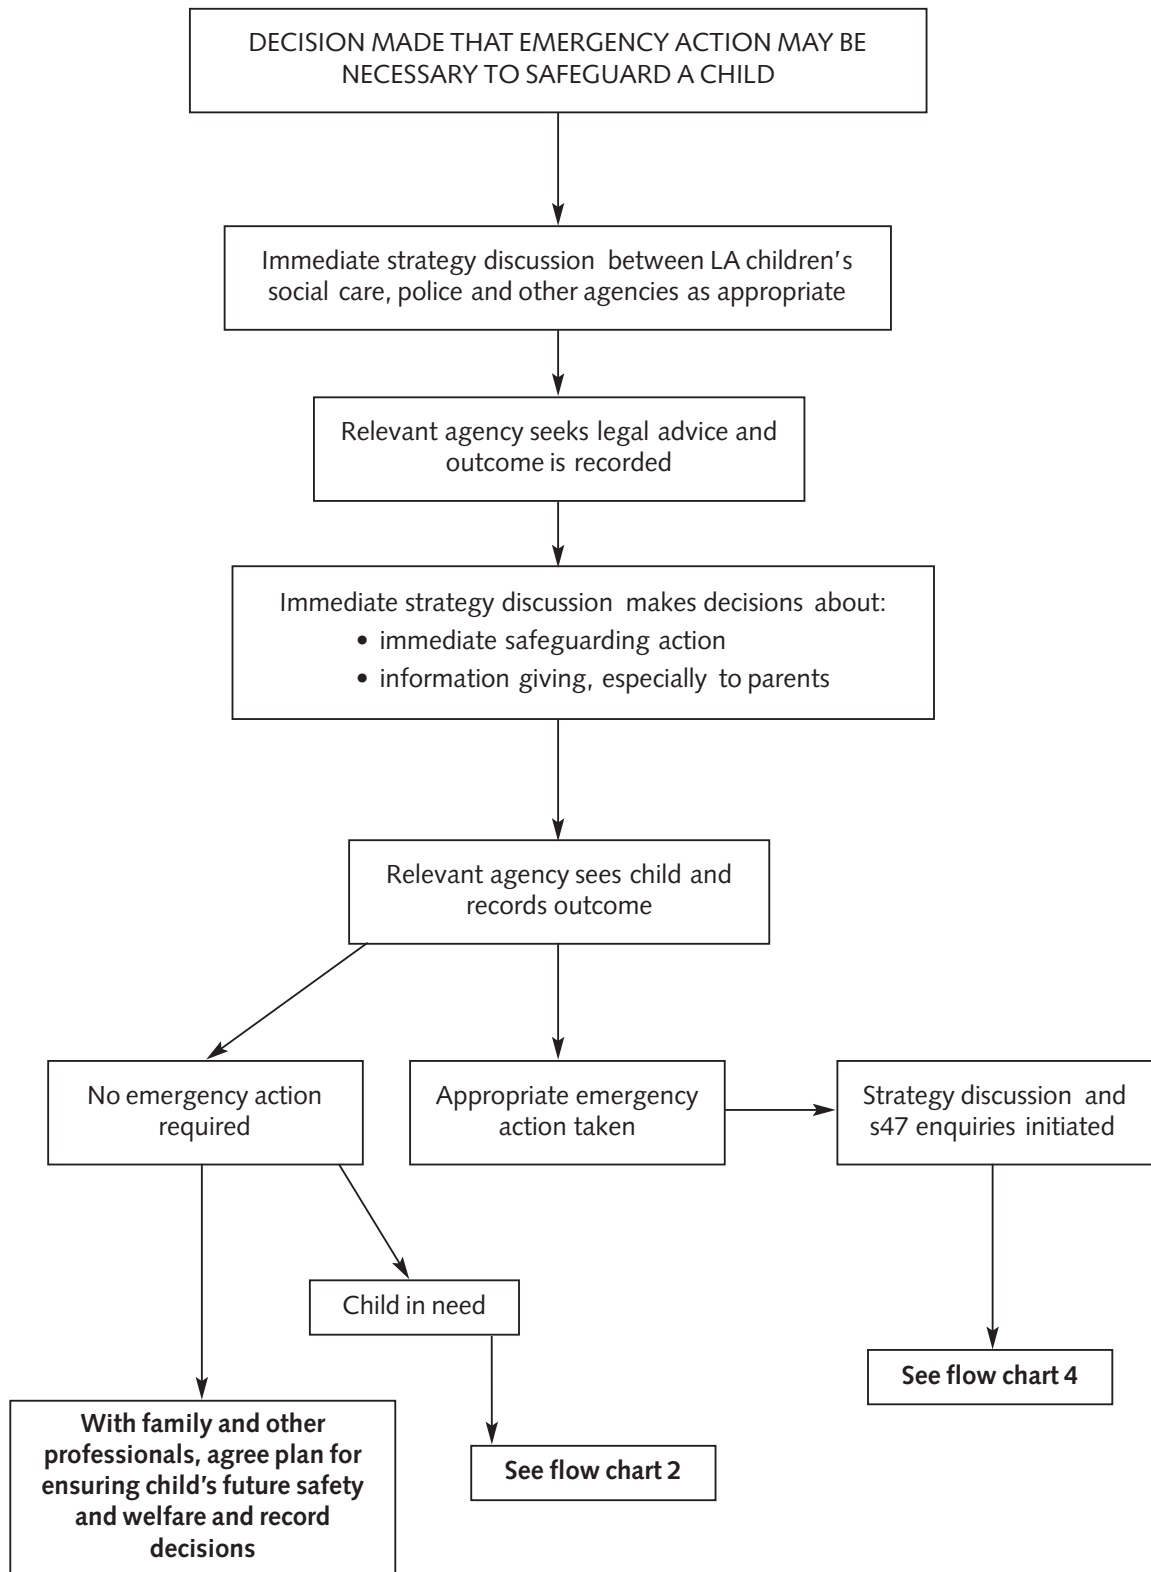 DECISION MADE THAT EMERGENCY ACTION MAY BE
NECESSARY TO SAFEGUARD A CHILD
Immediate strategy discussion between LA children's
social care, police and other agencies as appropriate
Relevant agency seeks legal advice and
outcome is recorded
Immediate strategy discussion makes decisions about:
• immediate safeguarding action
• information giving, especially to parents
Relevant agency sees child and
records outcome
No emergency action
required
Appropriate emergency
action taken
Strategy discussion and
s47 enquiries initiated
Child in need
See flow chart 4
With family and other
professionals, agree plan for
ensuring child's future safety
and welfare and record
decisions
See flow chart 2